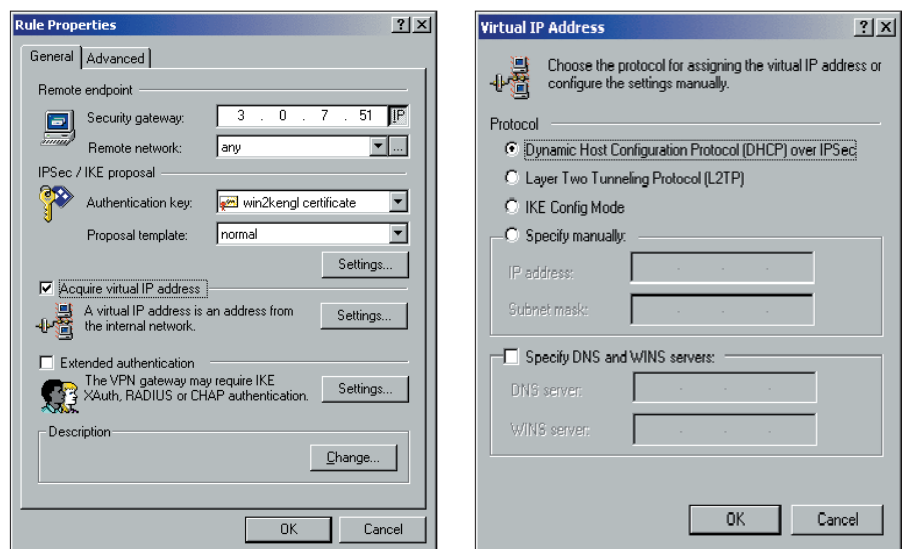 Rule Properties
General
Advanced
Remote endpoint
Security gateway:
3 . 0 . 7 . 51
IP
Remote network:
any
...
IPSec / IKE proposal
Authentication key:
win2kengl certificate
Proposal template:
normal
Settings...
Acquire virtual IP address
A virtual IP address is an address from
the internal network.
Settings...
Extended authentication
The VPN gateway may require IKE
XAuth, RADIUS or CHAP authentication.
Settings...
Description
Change...
OK
Cancel
Virtual IP Address
Choose the protocol for assigning the virtual IP address or
configure the settings manually.
Protocol
Dynamic Host Configuration Protocol (DHCP) over IPSec
Layer Two Tunneling Protocol (L2TP)
IKE Config Mode
Specify manually:
IP address:
Subnet mask:
Specify DNS and WINS servers:
DNS server:
WINS server:
OK
Cancel